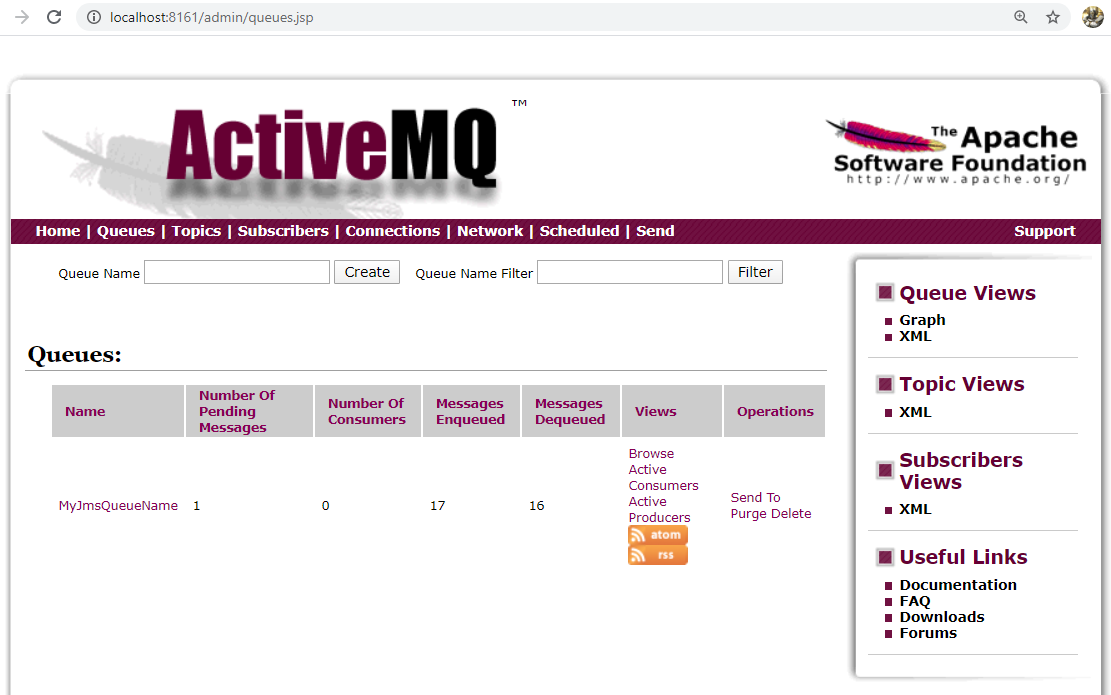 localhost:8161/admin/queues.jsp
ActiveMQ™
The Apache
Software Foundation
http://www.apache.org/
Home | Queues | Topics | Subscribers | Connections | Network | Scheduled | Send
Support
Queue Name Create Queue Name Filter Filter
Queues:
Name
Number Of
Pending
Messages
Number Of
Consumers
Messages
Enqueued
Messages
Dequeued
Views
Operations
MyJmsQueueName
1
0
17
16
Browse
Active
Consumers
Active
Producers
atom
rss
Send To
Purge Delete
Queue Views
Graph
XML
Topic Views
XML
Subscribers
Views
XML
Useful Links
Documentation
FAQ
Downloads
Forums